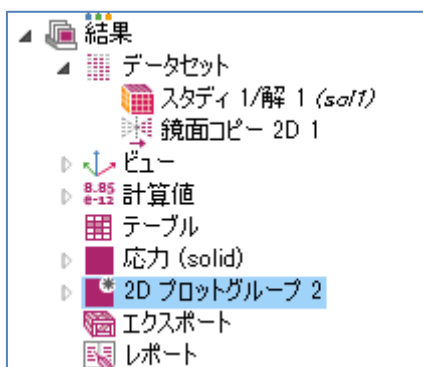 結果
データセット
スタディ 1/解 1 (sol1)
鏡面コピー 2D 1
ビュー
8.85
e-12 計算値
テーブル
応力 (solid)
2D プロットグループ 2
エクスポート
レポート